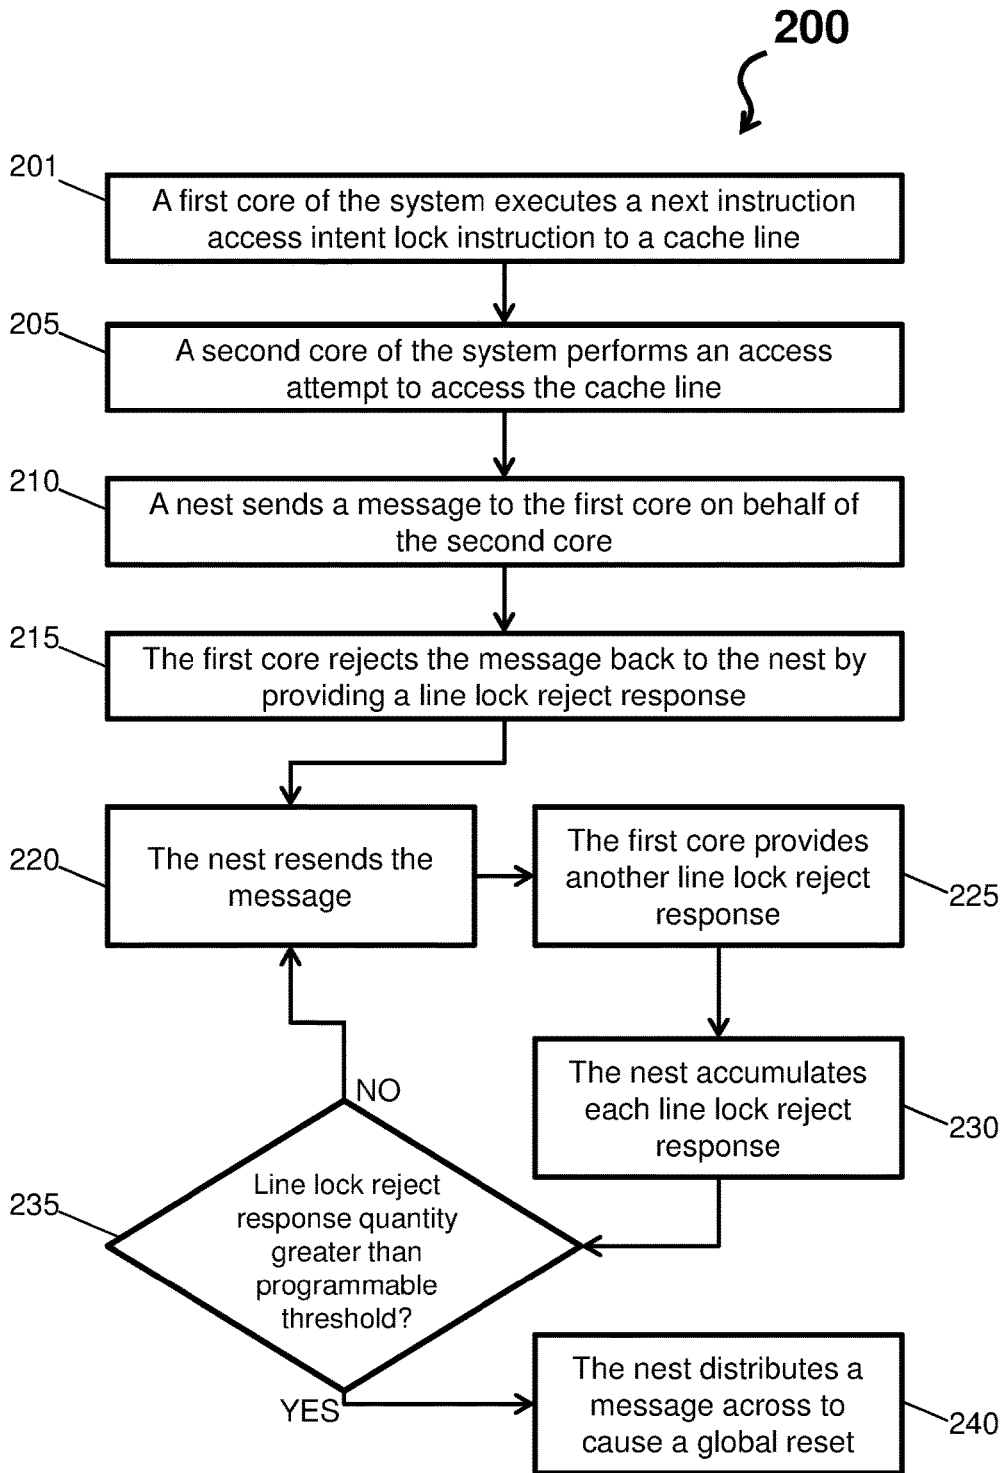 200
201
A first core of the system executes a next instruction
access intent lock instruction to a cache line
205
A second core of the system performs an access
attempt to access the cache line
210
A nest sends a message to the first core on behalf of
the second core
215
The first core rejects the message back to the nest by
providing a line lock reject response
220
The nest resends the
message
The first core provides
another line lock reject
response
225
The nest accumulates
each line lock reject
response
230
NO
235
Line lock reject
response quantity
greater than
programmable
threshold?
YES
The nest distributes a
message across to
cause a global reset
240